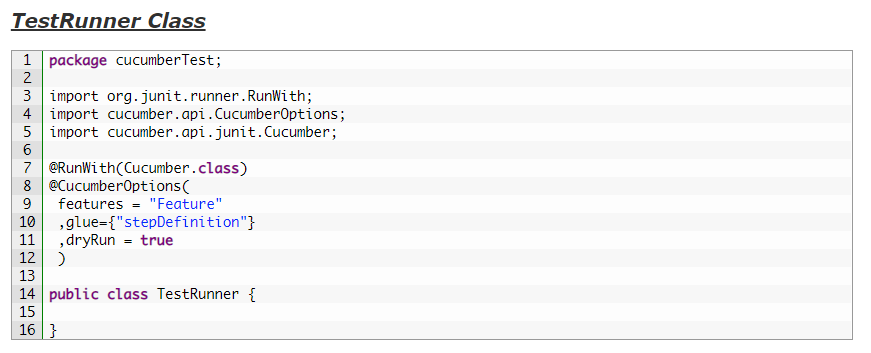 TestRunner Class
1 package cucumberTest;
2
3 import org.junit.runner.RunWith;
4 import cucumber.api.CucumberOptions;
5 import cucumber.api.junit.Cucumber;
6
7 @RunWith(Cucumber.class)
8 @CucumberOptions(
9  features = "Feature"
10  ,glue={"stepDefinition"}
11  ,dryRun = true
12  )
13
14 public class TestRunner {
15
16 }